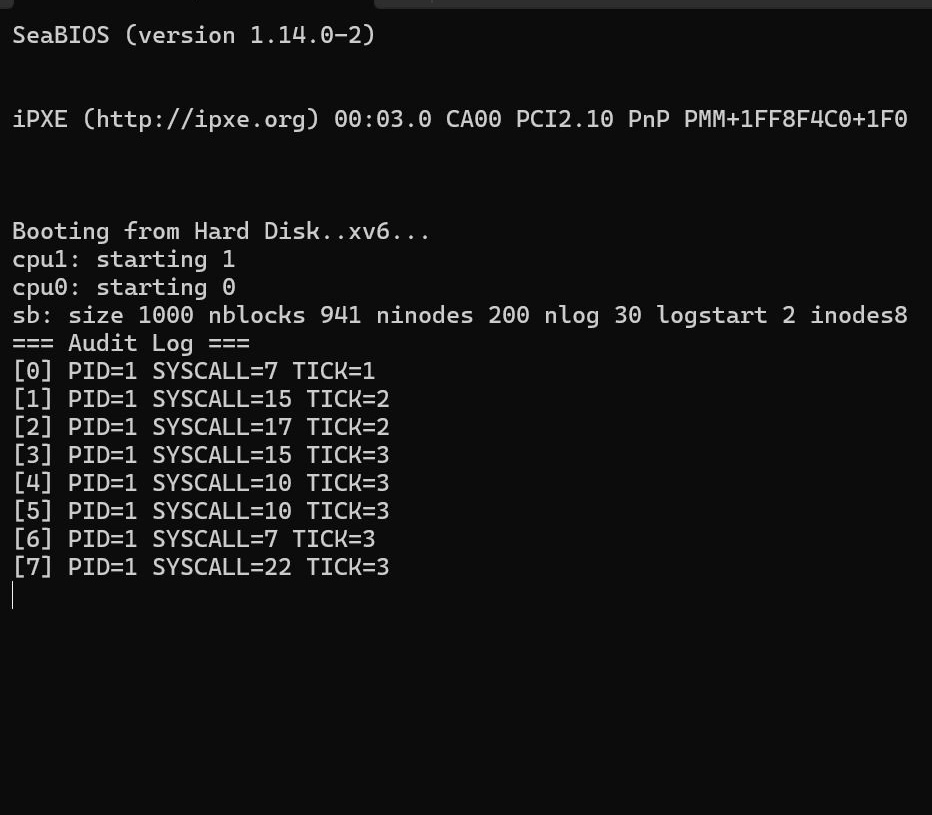 SeaBIOS (version 1.14.0-2)
iPXE (http://ipxe.org) 00:03.0 CA00 PCI2.10 PnP PMM+1FF8F4C0+1F0
Booting from Hard Disk..xv6...
cpu1: starting 1
cpu0: starting 0
sb: size 1000 nblocks 941 ninodes 200 nlog 30 logstart 2 inodes8
=== Audit Log ===
[0] PID=1 SYSCALL=7 TICK=1
[1] PID=1 SYSCALL=15 TICK=2
[2] PID=1 SYSCALL=17 TICK=2
[3] PID=1 SYSCALL=15 TICK=3
[4] PID=1 SYSCALL=10 TICK=3
[5] PID=1 SYSCALL=10 TICK=3
[6] PID=1 SYSCALL=7 TICK=3
[7] PID=1 SYSCALL=22 TICK=3